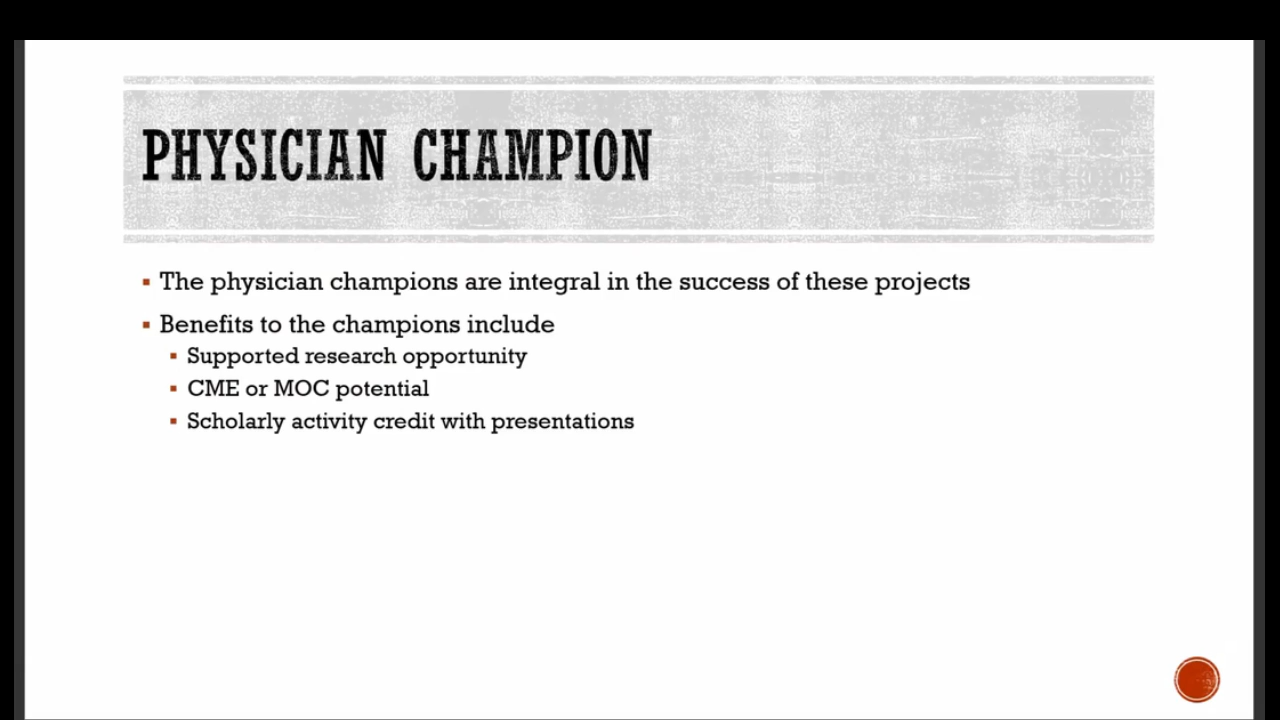 PHYSICIAN CHAMPION
The physician champions are integral in the success of these projects
Benefits to the champions include
Supported research opportunity
CME or MOC potential
Scholarly activity credit with presentations